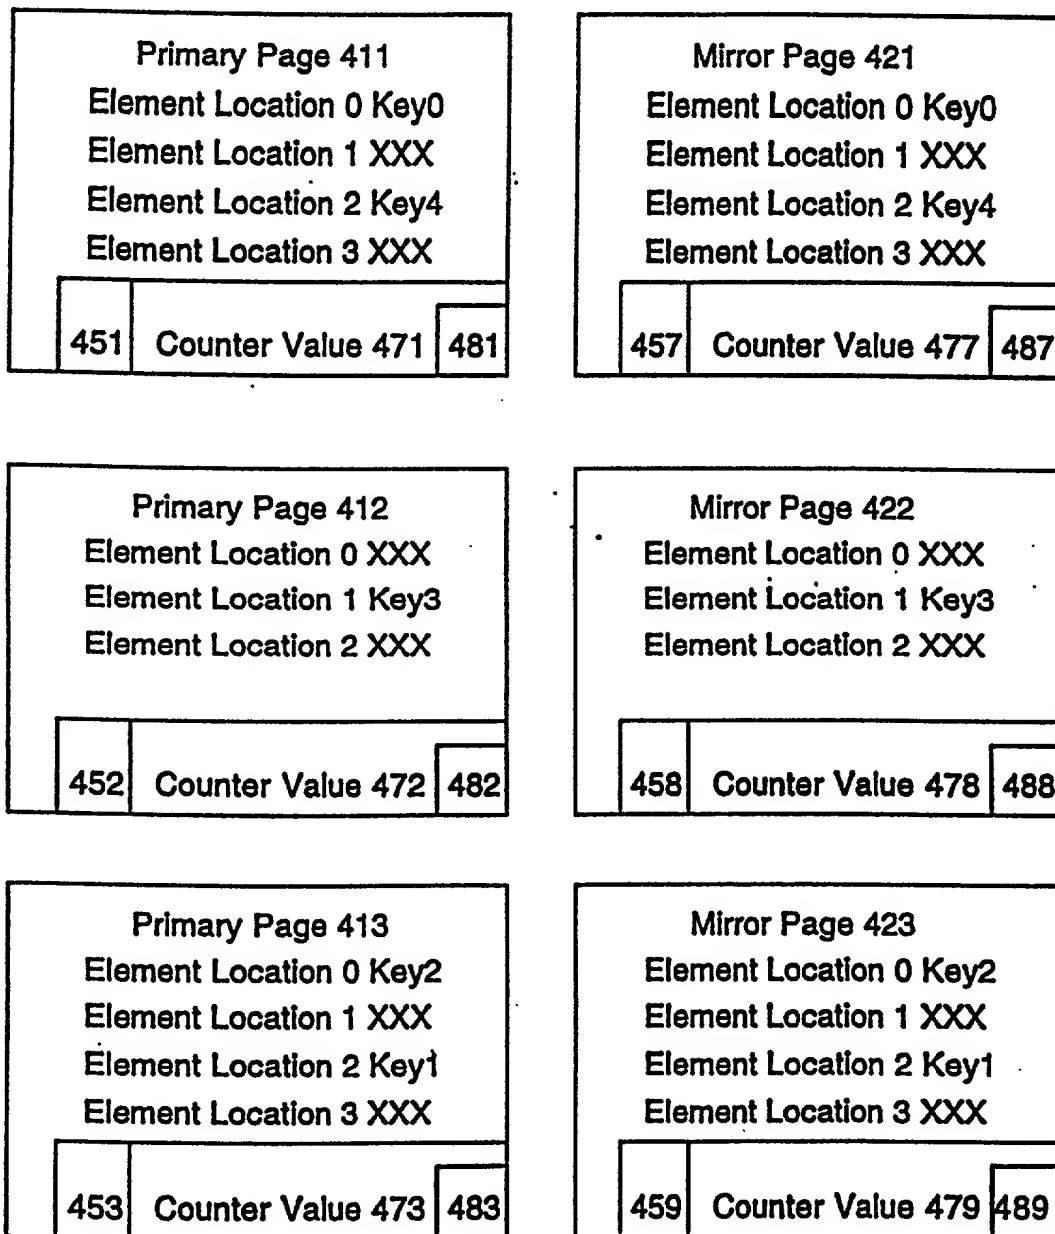 Primary Page 411
Element Location 0 Key0
Element Location 1 XXX
Element Location 2 Key4
Element Location 3 XXX
451 Counter Value 471 481
Mirror Page 421
Element Location 0 Key0
Element Location 1 XXX
Element Location 2 Key4
Element Location 3 XXX
457 Counter Value 477 487
Primary Page 412
Element Location 0 XXX
Element Location 1 Key3
Element Location 2 XXX
452 Counter Value 472 482
Mirror Page 422
Element Location 0 XXX
Element Location 1 Key3
Element Location 2 XXX
458 Counter Value 478 488
Primary Page 413
Element Location 0 Key2
Element Location 1 XXX
Element Location 2 Key1
Element Location 3 XXX
453 Counter Value 473 483
Mirror Page 423
Element Location 0 Key2
Element Location 1 XXX
Element Location 2 Key1
Element Location 3 XXX
459 Counter Value 479 489